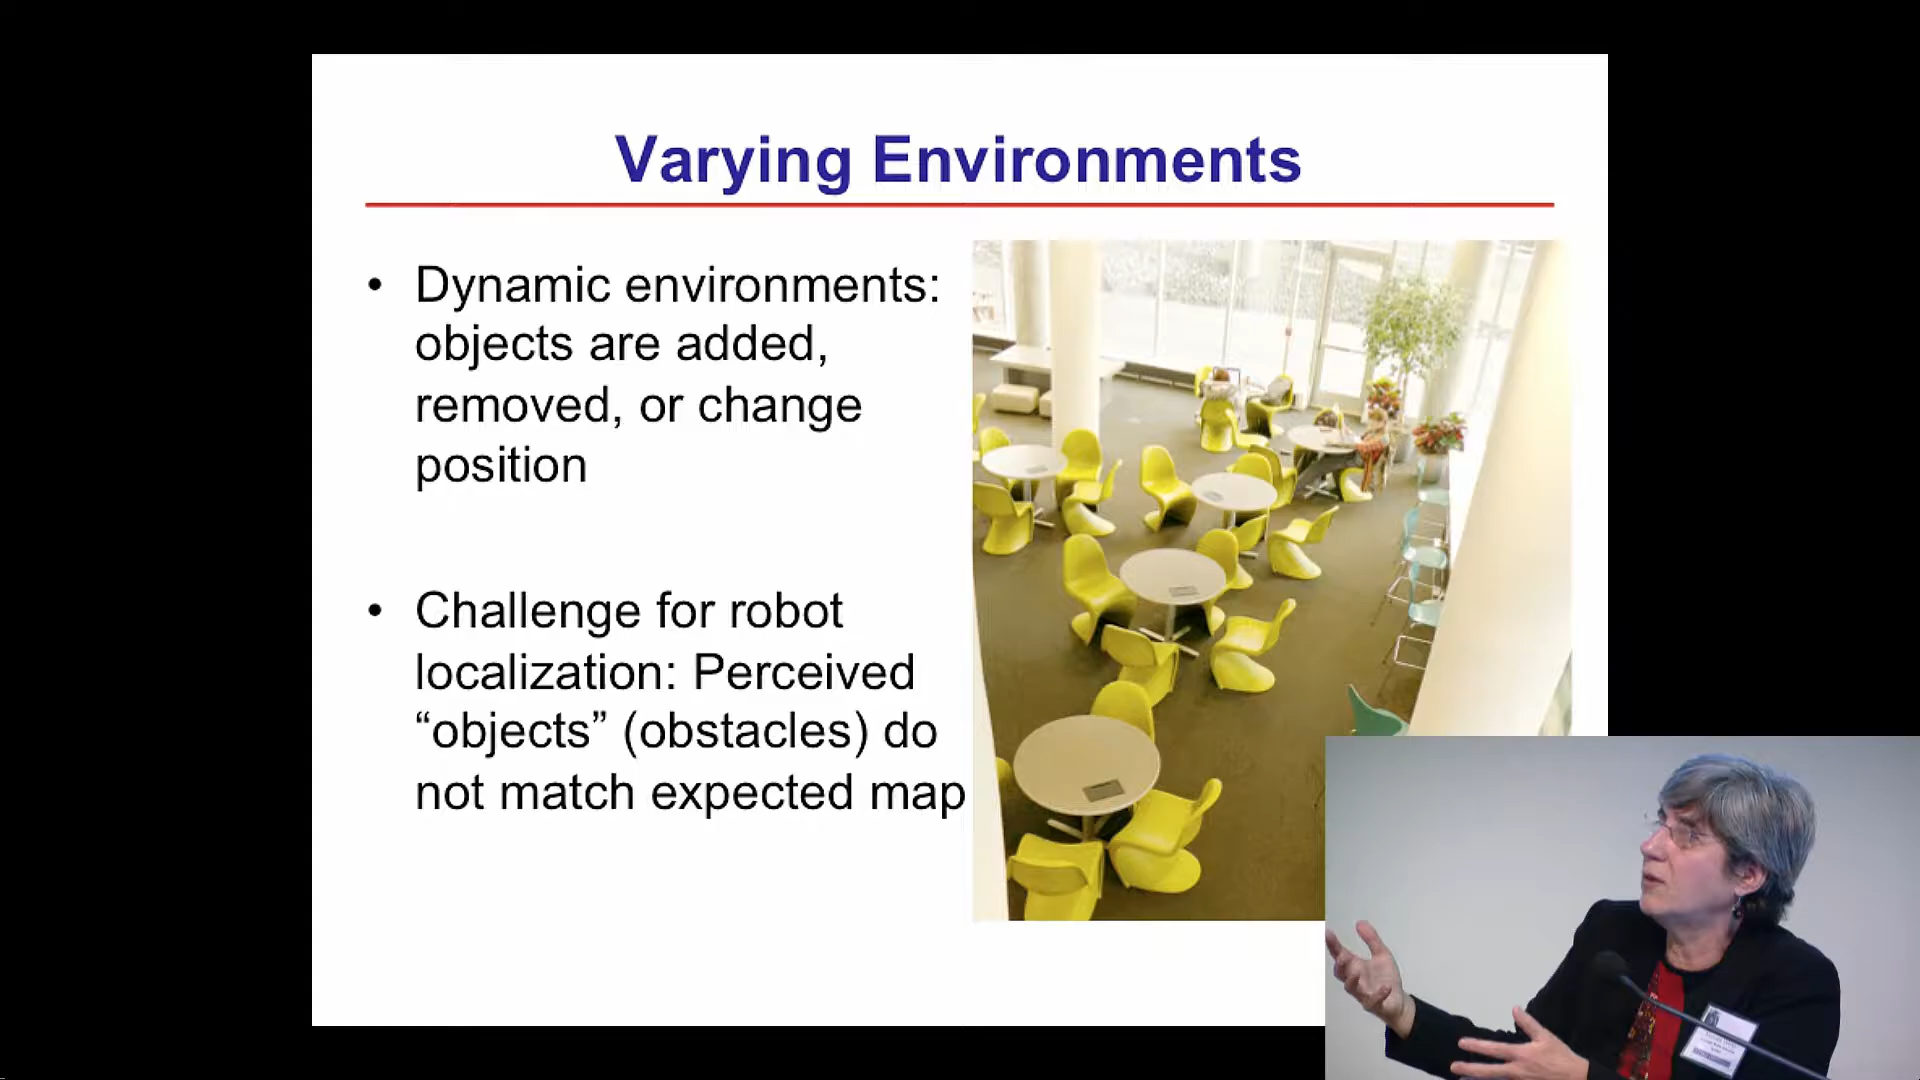 Varying Environments
• Dynamic environments:
objects are added,
removed, or change
position
• Challenge for robot
localization: Perceived
“objects” (obstacles) do
not match expected map